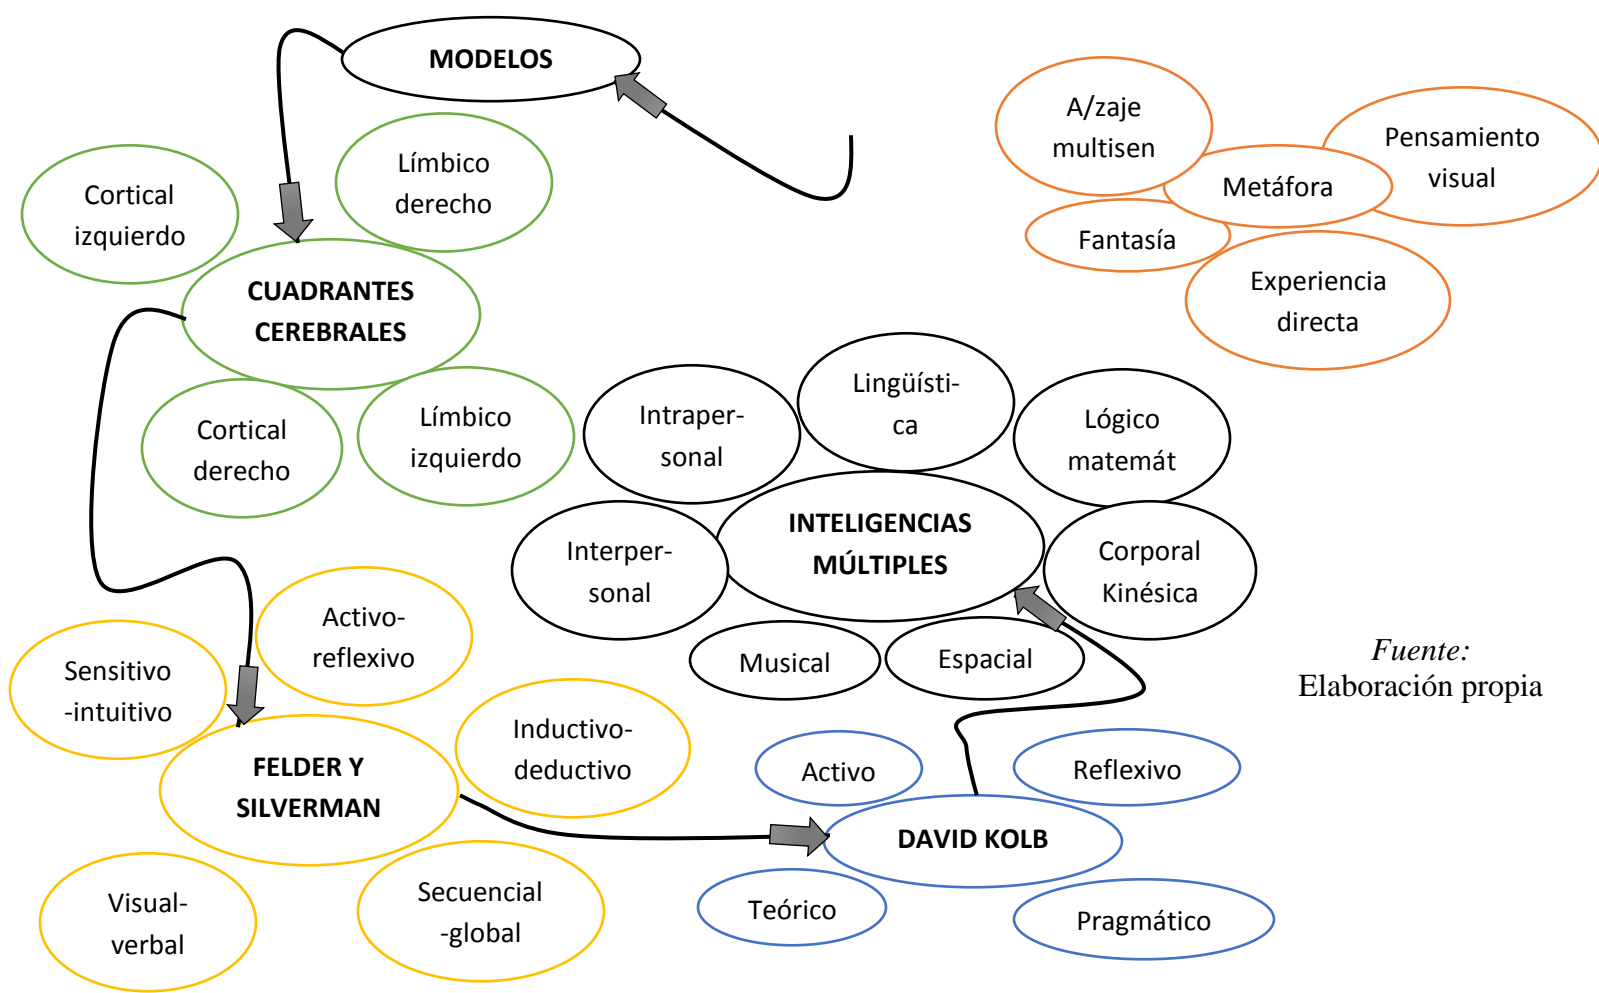 MODELOS
A/zaje
multisen
Pensamiento
visual
Metáfora
Fantasía
Experiencia
directa
Límbico
derecho
Cortical
izquierdo
CUADRANTES
CEREBRALES
Cortical
derecho
Límbico
izquierdo
Lingüísti-
ca
Intraper-
sonal
Lógico
matemát
INTELIGENCIAS
MÚLTIPLES
Interper-
sonal
Corporal
Kinésica
Musical
Espacial
Fuente:
Elaboración propia
Activo-
reflexivo
Sensitivo
-intuitivo
Inductivo-
deductivo
FELDER Y
SILVERMAN
Visual-
verbal
Secuencial
-global
Activo
Reflexivo
DAVID KOLB
Teórico
Pragmático